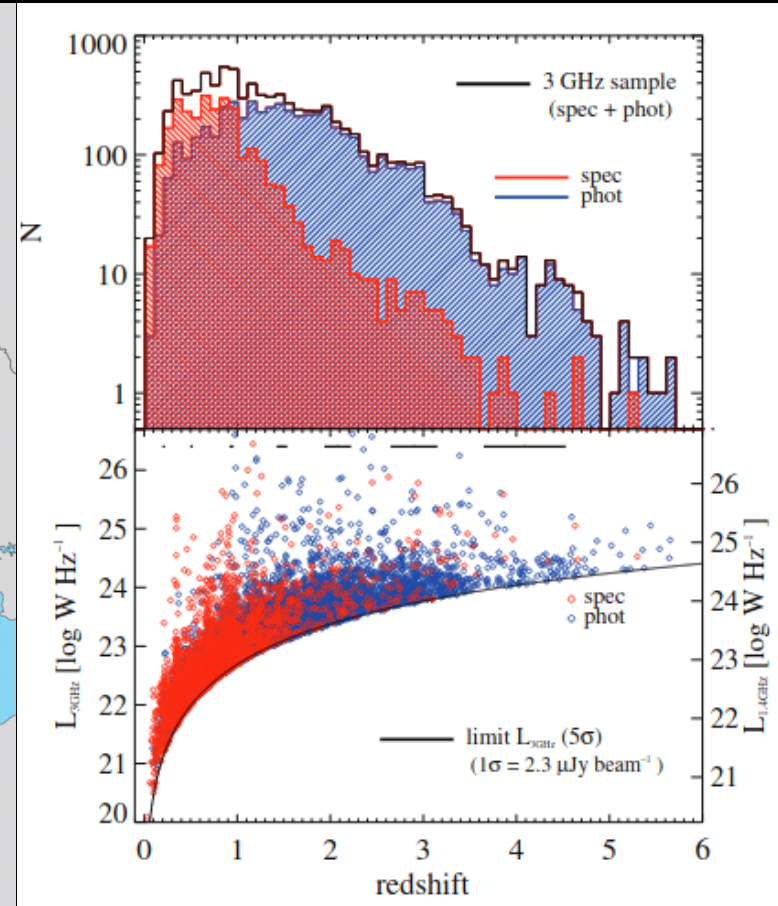 1000
3 GHz sample
(spec + phot)
100
spec
phot
N
10
1
26
26
25
25
24
24
spec
phot
23
23
L3GHz [log W Hz⁻¹ ]
L1.4GHz [log W Hz⁻¹ ]
22
22
limit L3GHz (5σ)
(1σ = 2.3 μJy beam⁻¹ )
21
21
20
0 1 2 3 4 5 6
redshift